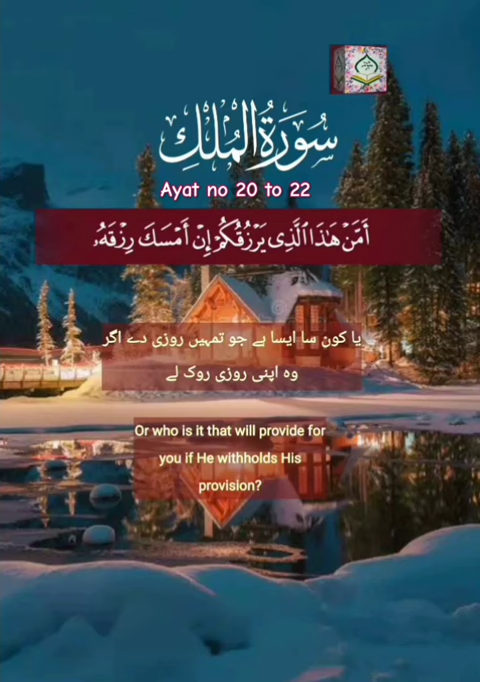 سُورَةُ الْمُلْكِ
Ayat no 20 to 22
أَمَّنْ هَٰذَا ٱلَّذِى يَرْزُقُكُمْ إِنْ أَمْسَكَ رِزْقَهُۥ
یا کون سا ایسا ہے جو تمہیں روزی دے اگر
وہ اپنی روزی روک لے
Or who is it that will provide for
you if He withholds His
provision?